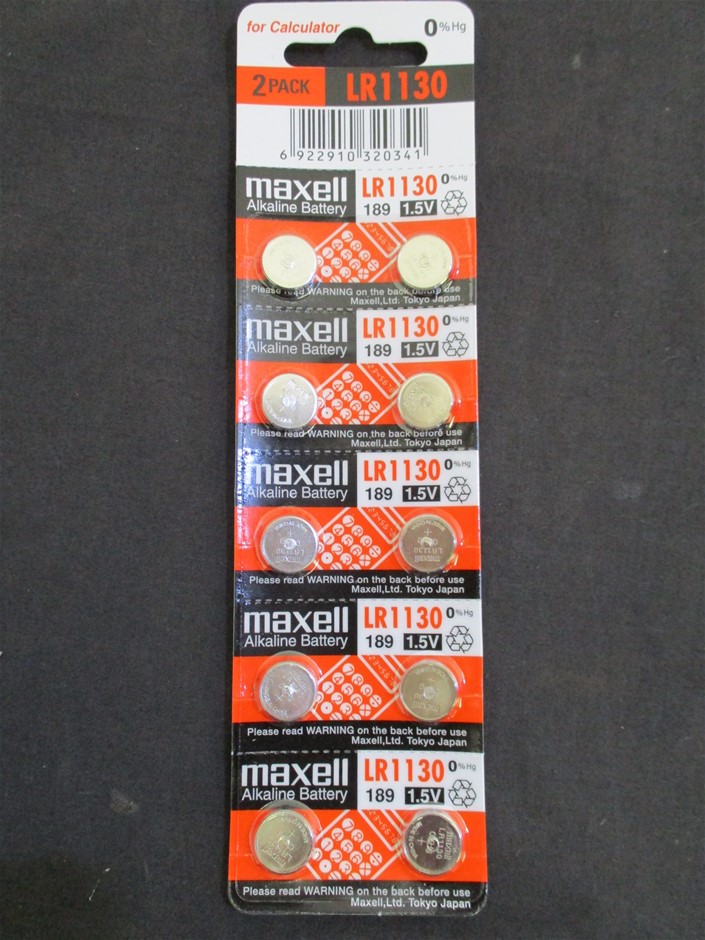 for Calculator 0%Hg
2PACK LR1130
6 922910 320341
maxell LR1130 0%Hg
Alkaline Battery 189 1.5V
Please read WARNING on the back before use
Maxell,Ltd. Tokyo Japan
maxell LR1130 0%Hg
Alkaline Battery 189 1.5V
Please read WARNING on the back before use
Maxell,Ltd. Tokyo Japan
maxell LR1130 0%Hg
Alkaline Battery 189 1.5V
Please read WARNING on the back before use
Maxell,Ltd. Tokyo Japan
maxell LR1130 0%Hg
Alkaline Battery 189 1.5V
Please read WARNING on the back before use
Maxell,Ltd. Tokyo Japan
maxell LR1130 0%Hg
Alkaline Battery 189 1.5V
LR1130
Please read WARNING on the back before use
Maxell,Ltd. Tokyo Japan